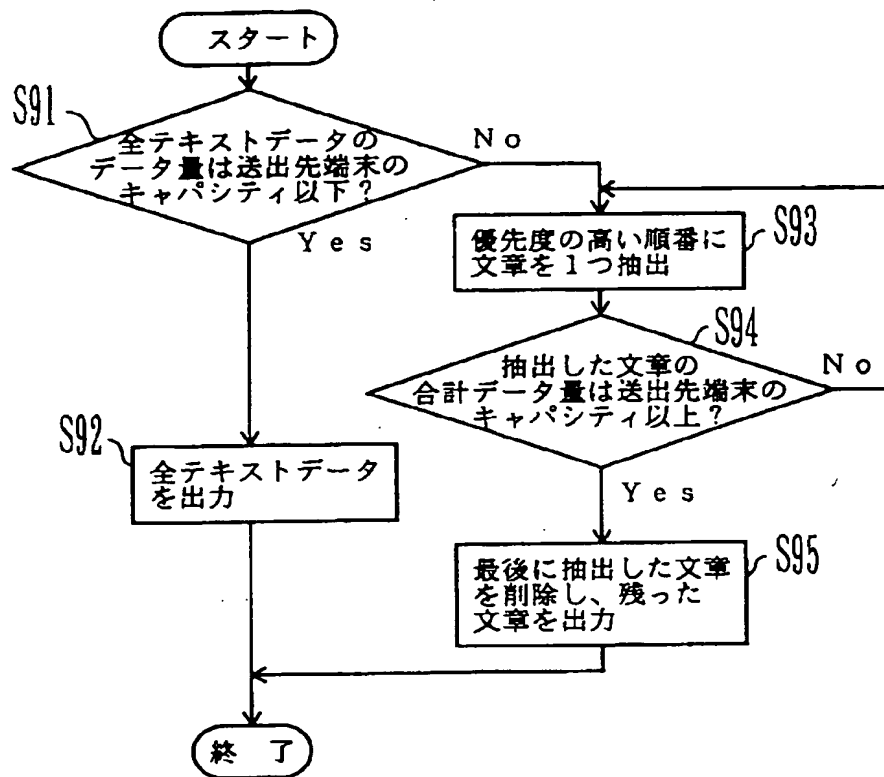 スタート
S91
全テキストデータの
データ量は送出先端末の
キャパシティ以下？
No
Yes
優先度の高い順番に
文章を１つ抽出
S93
S94
抽出した文章の
合計データ量は送出先端末の
キャパシティ以上？
No
Yes
S92
全テキストデータ
を出力
最後に抽出した文章
を削除し、残った
文章を出力
S95
終 了